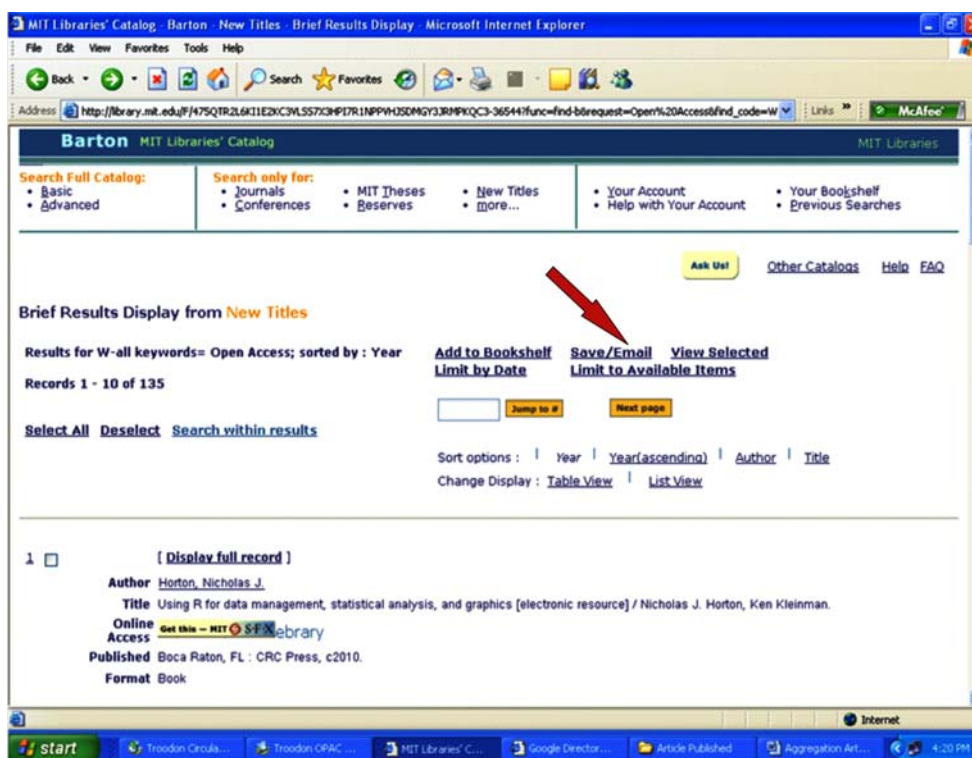 MIT Libraries' Catalog - Barton - New Titles - Brief Results Display - Microsoft Internet Explorer
File Edit View Favorites Tools Help
Back Search Favorites
Address Links » McAfee
Barton MIT Libraries' Catalog MIT Libraries
Search Full Catalog: Search only for:
• Basic • Journals • MIT Theses • New Titles • Your Account • Your Bookshelf
• Advanced • Conferences • Reserves • more... • Help with Your Account • Previous Searches
Ask Us! Other Catalogs Help FAQ
Brief Results Display from New Titles
Results for W-all keywords= Open Access; sorted by : Year Add to Bookshelf Save/Email View Selected
Limit by Date Limit to Available Items
Records 1 - 10 of 135
Jump to # Next page
Select All Deselect Search within results
Sort options : | Year | Year(ascending) | Author | Title
Change Display : Table View | List View
1 [ Display full record ]
Author Horton, Nicholas J.
Title Using R for data management, statistical analysis, and graphics [electronic resource] / Nicholas J. Horton, Ken Kleinman.
Online Access Get this – MIT S·F·X ebrary
Published Boca Raton, FL : CRC Press, c2010.
Format Book
Internet
start Troodon Circula... Troodon OPAC ... MIT Libraries' C... Google Director... Article Published Aggregation Art... 4:20 PM